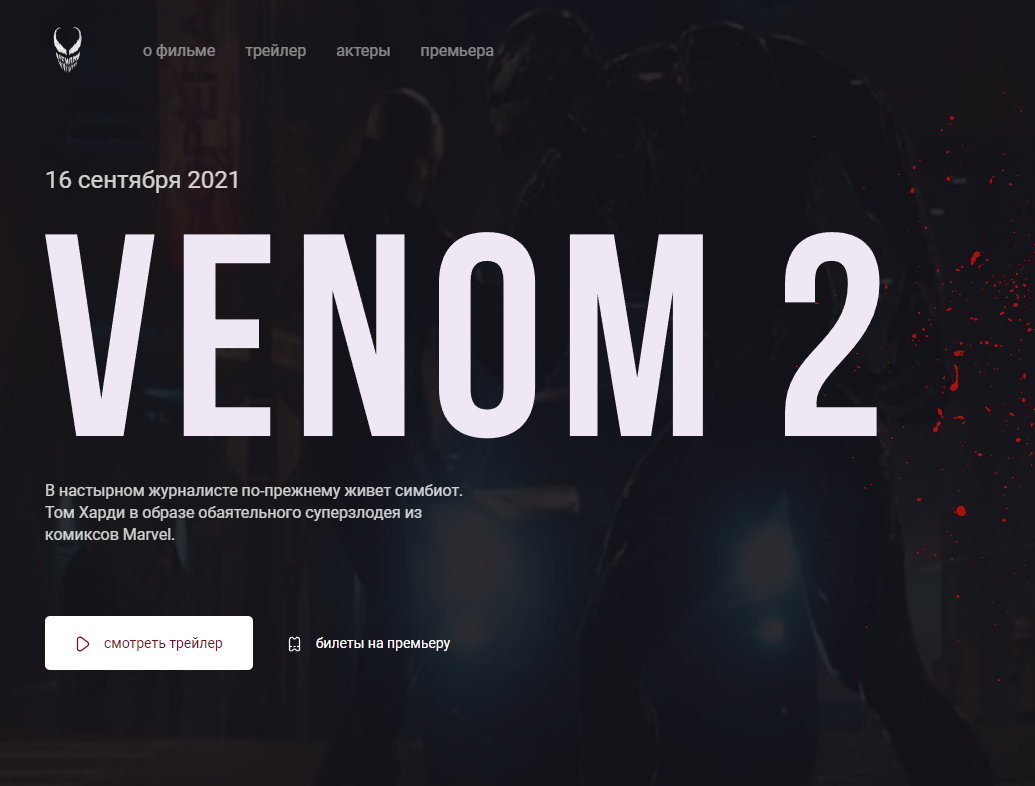 о фильме трейлер актеры премьера
16 сентября 2021
VENOM 2
В настырном журналисте по-прежнему живет симбиот.
Том Харди в образе обаятельного суперзлодея из
комиксов Marvel.
смотреть трейлер билеты на премьеру